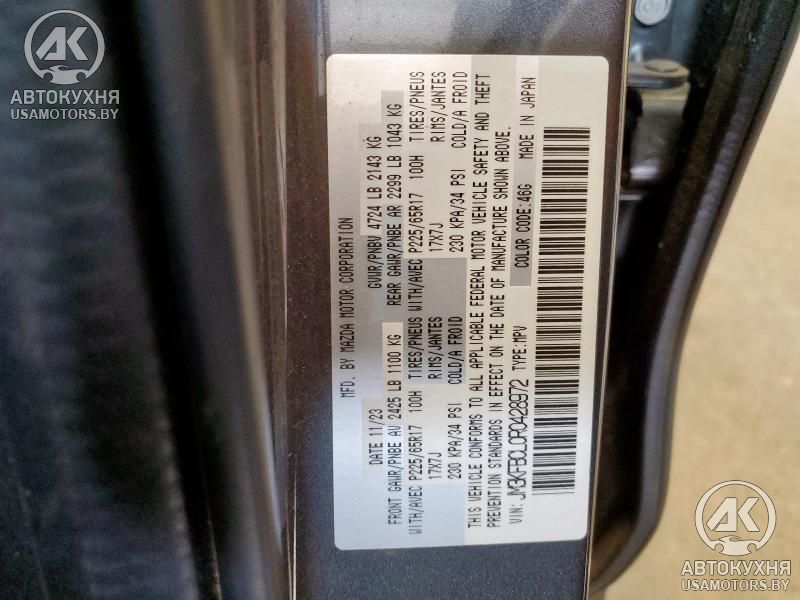 АВТОКУХНЯ
USAMOTORS.BY
MFD. BY MAZDA MOTOR CORPORATION
DATE 11/23 GVWR/PNBV 4724 LB 2143 KG
FRONT GAWR/PNBE AV 2425 LB 1100 KG REAR GAWR/PNBE AR 2299 LB 1043 KG
WITH/AVEC P225/65R17 100H TIRES/PNEUS WITH/AVEC P225/65R17 100H TIRES/PNEUS
17X7J RIMS/JANTES 17X7J RIMS/JANTES
230 KPA/34 PSI COLD/A FROID 230 KPA/34 PSI COLD/A FROID
THIS VEHICLE CONFORMS TO ALL APPLICABLE FEDERAL MOTOR VEHICLE SAFETY AND THEFT
PREVENTION STANDARDS IN EFFECT ON THE DATE OF MANUFACTURE SHOWN ABOVE.
VIN: JM3KFBCL0R0428972 TYPE:MPV COLOR CODE:46G MADE IN JAPAN
АВТОКУХНЯ
USAMOTORS.BY